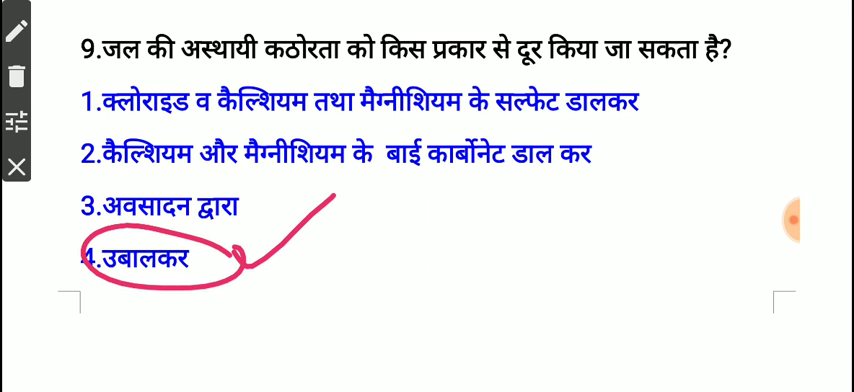 9.जल की अस्थायी कठोरता को किस प्रकार से दूर किया जा सकता है?
1.क्लोराइड व कैल्शियम तथा मैग्नीशियम के सल्फेट डालकर
2.कैल्शियम और मैग्नीशियम के बाई कार्बोनेट डाल कर
3.अवसादन द्वारा
4.उबालकर